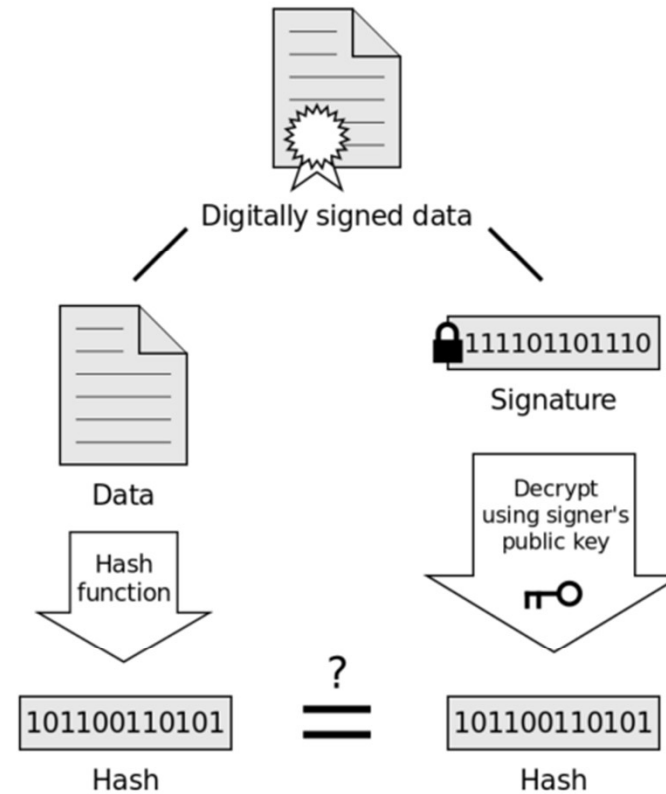 Digitally signed data
111101101110
Signature
Data
Decrypt
using signer's
public key
Hash
function
?
=
101100110101
101100110101
Hash
Hash